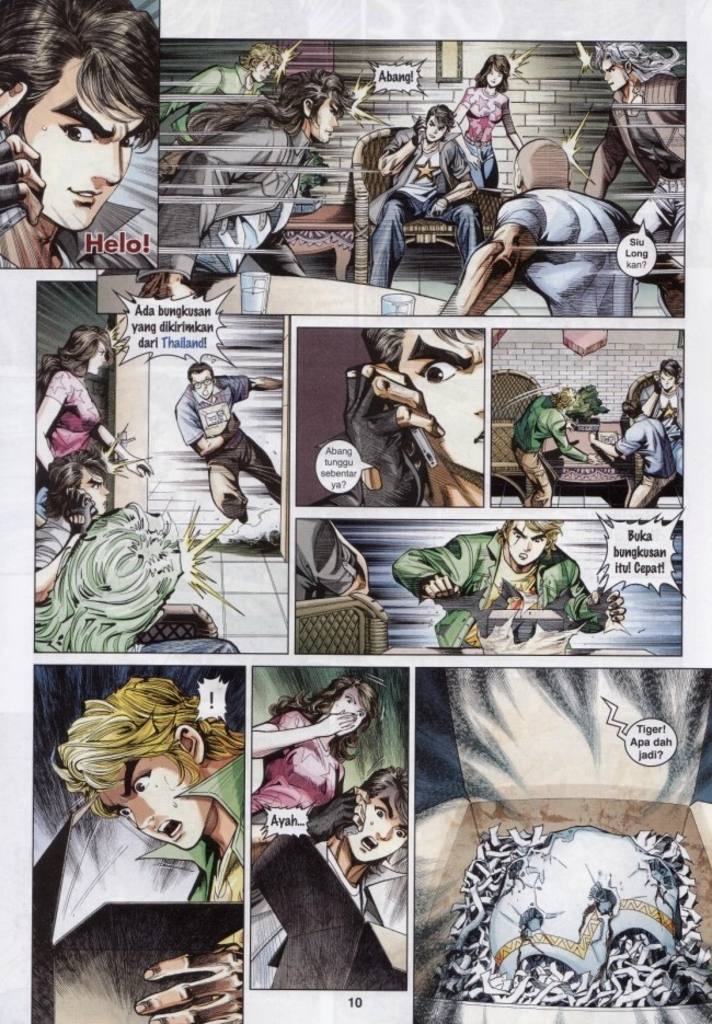 Helo!
Abang!
Siu
Long
kan?
Ada bungkusan
yang dikirimkan
dari Thailand!
Abang
tunggu
sebentar
ya?
Buka
bungkusan
itu! Cepat!
!
Ayah...
Tiger!
Apa dah
jadi?
10